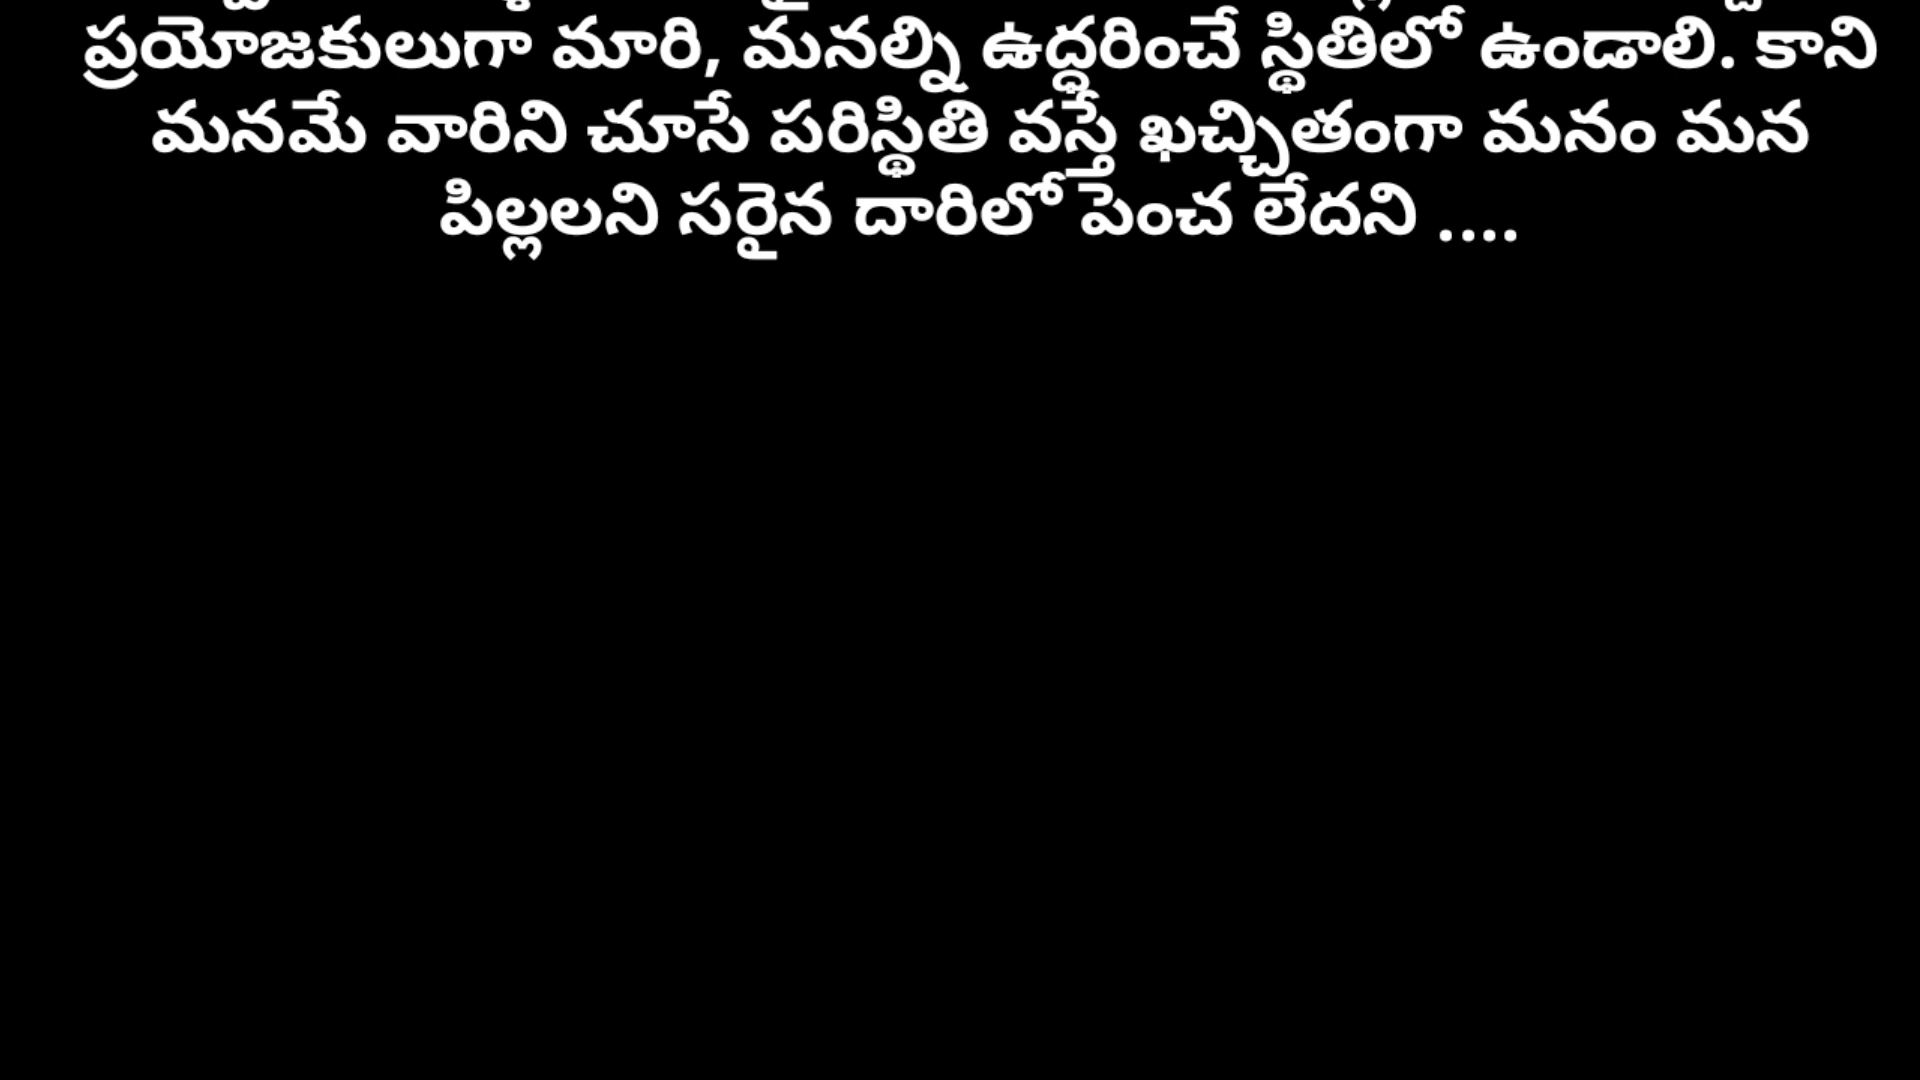 ప్రయోజకులుగా మారి, మనల్ని ఉద్ధరించే స్థితిలో ఉండాలి. కాని
మనమే వారిని చూసే పరిస్థితి వస్తే ఖచ్చితంగా మనం మన
పిల్లలని సరైన దారిలో పెంచ లేదని ....